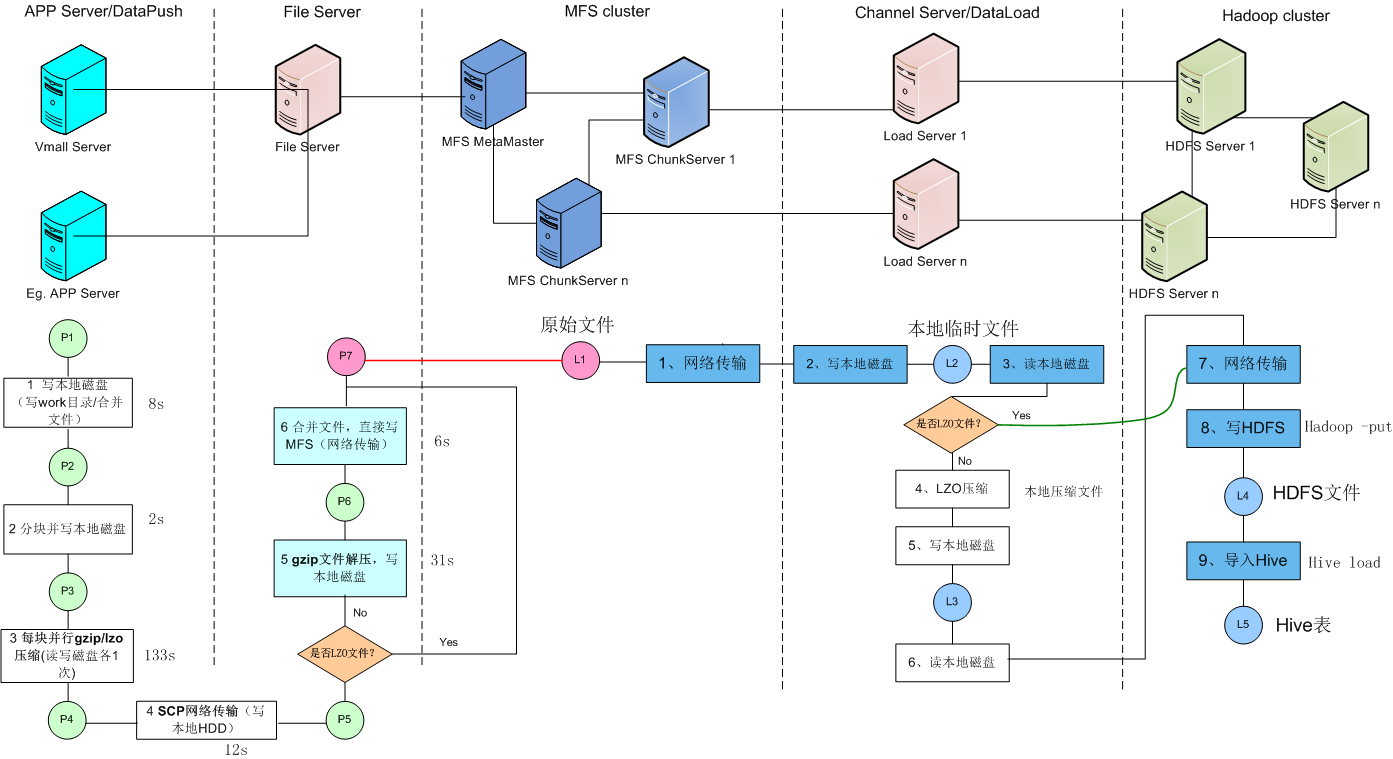 APP Server/DataPush
File Server
MFS cluster
Channel Server/DataLoad
Hadoop cluster
Vmall Server
File Server
MFS MetaMaster
MFS ChunkServer 1
Load Server 1
HDFS Server 1
HDFS Server n
Eg. APP Server
MFS ChunkServer n
Load Server n
HDFS Server n
P1
1 写本地磁盘
（写work目录/合并
文件）
8s
P2
2 分块并写本地磁盘
2s
P3
3 每块并行gzip/lzo
压缩(读写磁盘各1
次)
133s
P4
4 SCP网络传输（写
本地HDD）
12s
P5
是否LZO文件?
Yes
No
5 gzip文件解压，写
本地磁盘
31s
P6
6 合并文件，直接写
MFS（网络传输）
6s
P7
原始文件
L1
1、网络传输
本地临时文件
2、写本地磁盘
L2
3、读本地磁盘
是否LZO文件?
Yes
No
4、LZO压缩
本地压缩文件
5、写本地磁盘
L3
6、读本地磁盘
7、网络传输
8、写HDFS
Hadoop -put
L4
HDFS文件
9、导入Hive
Hive load
L5
Hive表